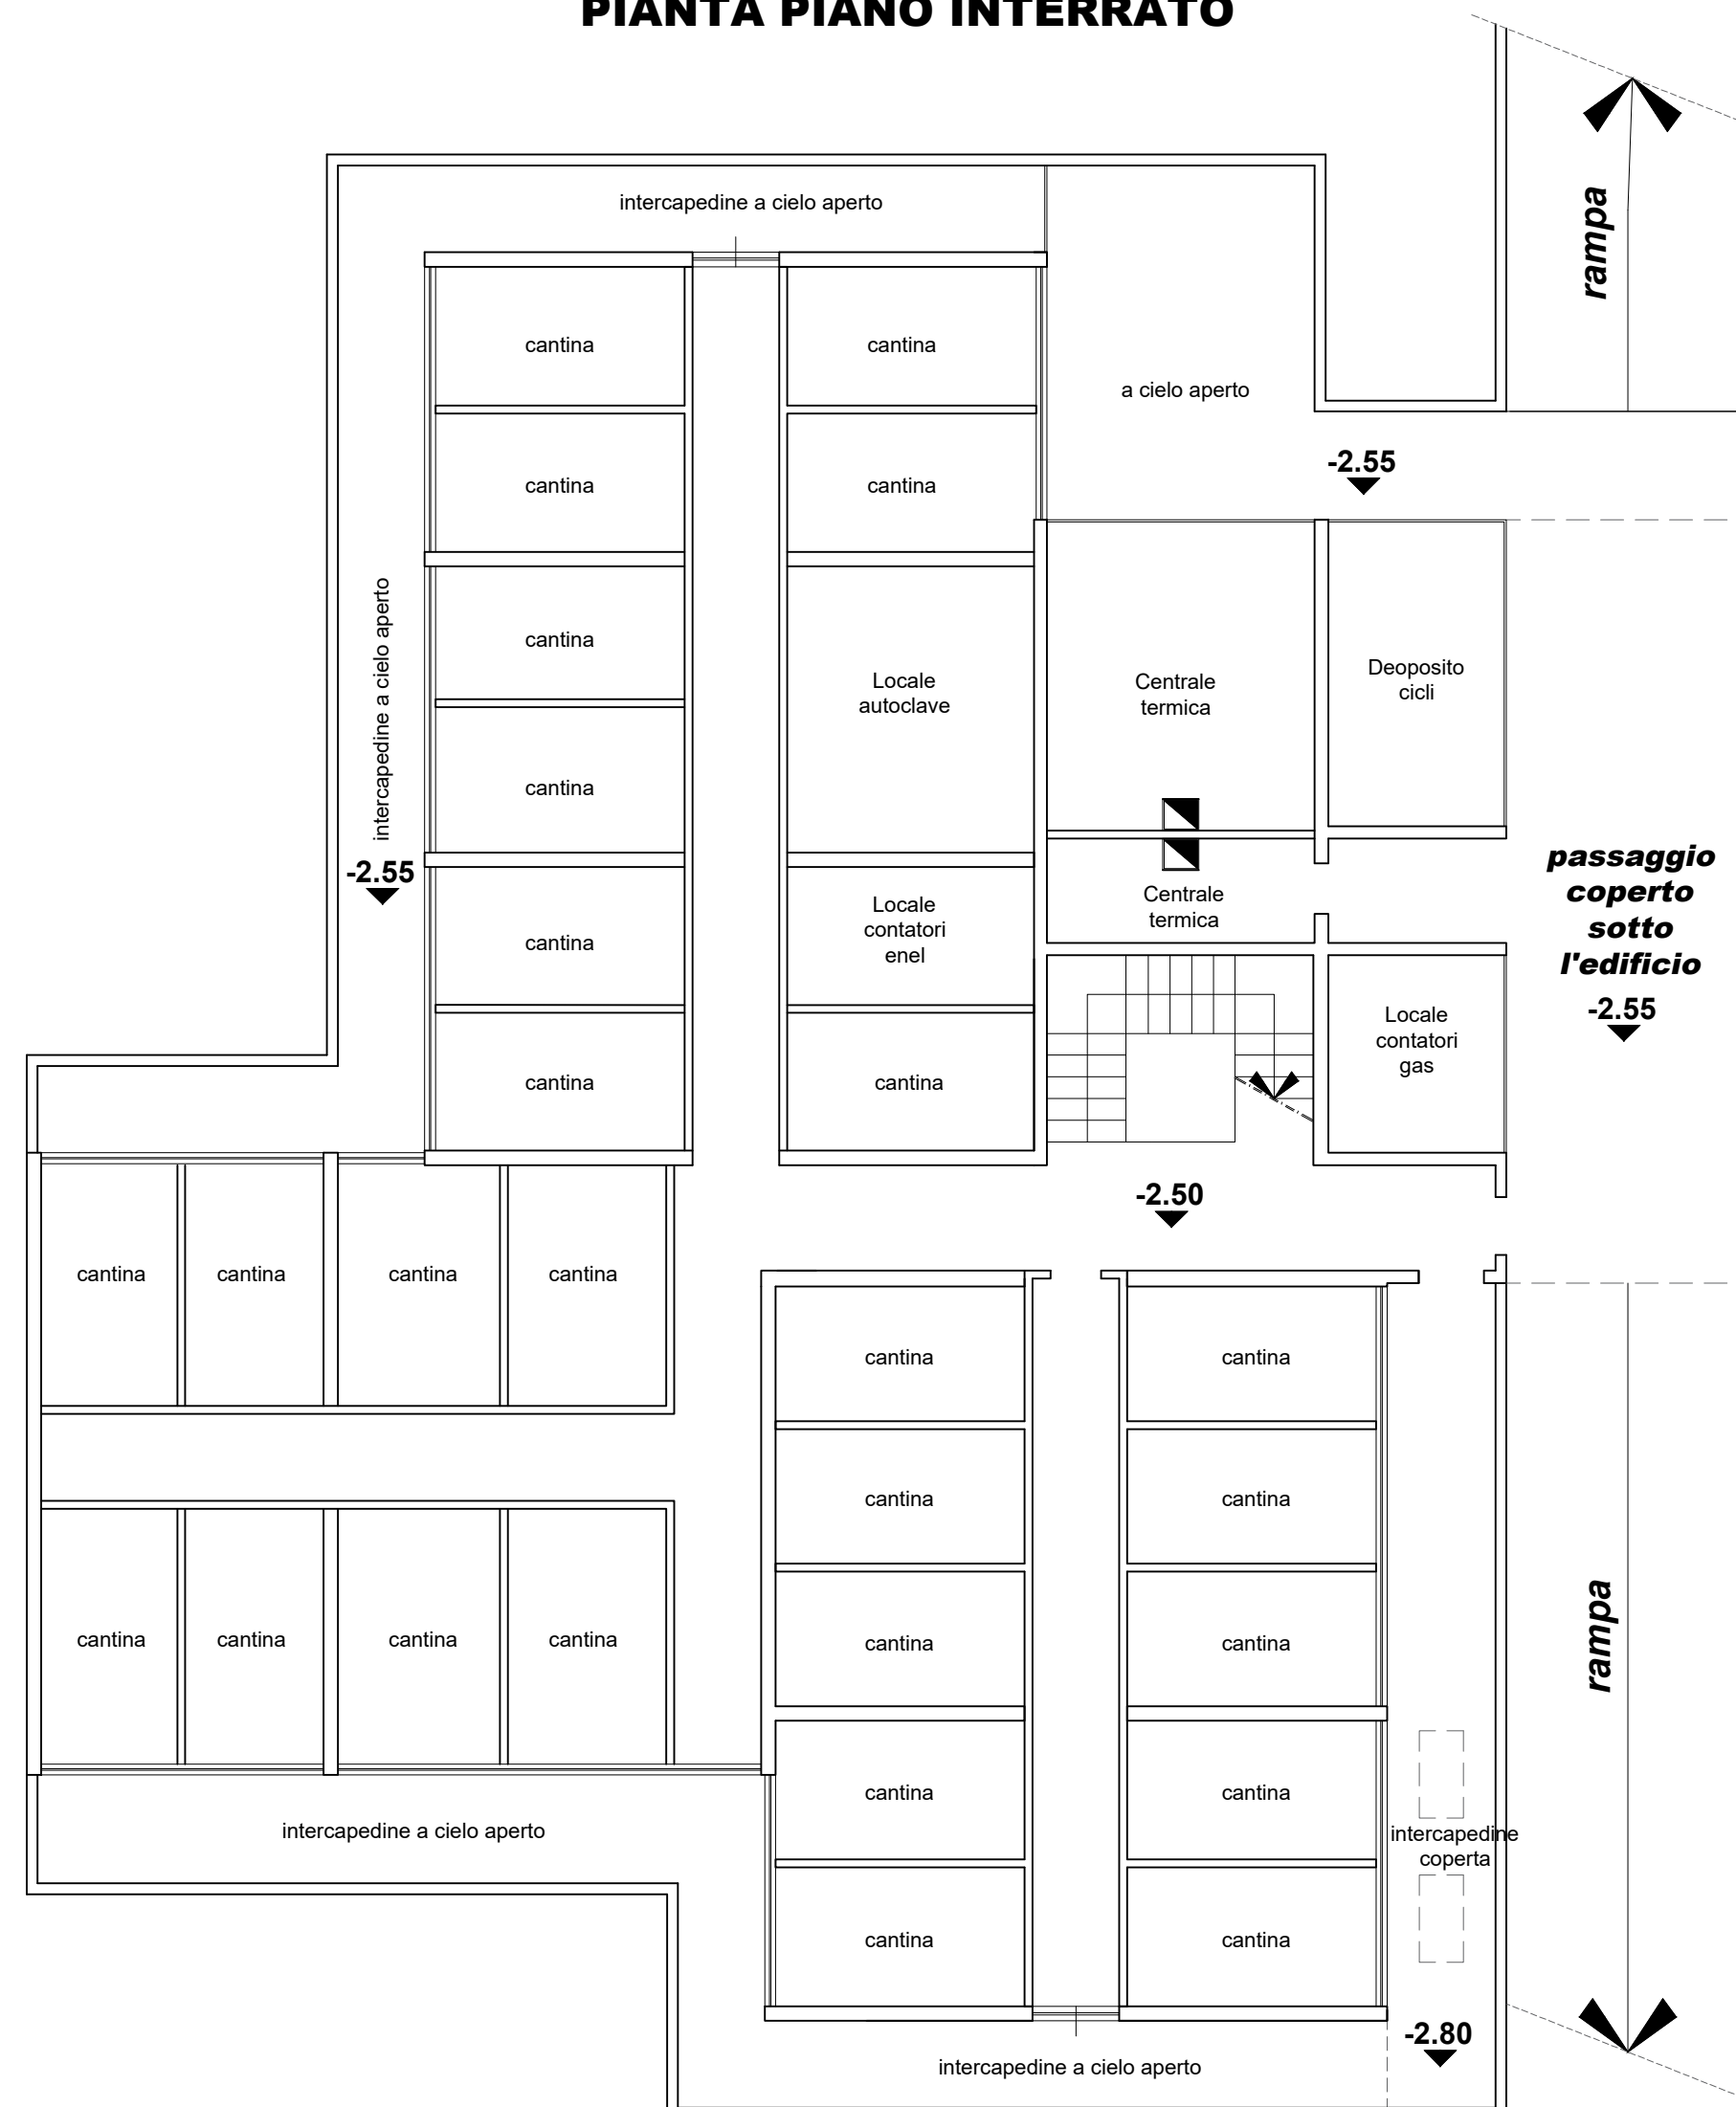 PIANTA PIANO INTERRATO
intercapedine a cielo aperto
rampa
cantina
cantina
a cielo aperto
-2.55
cantina
cantina
intercapedine a cielo aperto
cantina
Locale
autoclave
Centrale
termica
Deoposito
cicli
cantina
-2.55
passaggio
coperto
sotto
l'edificio
-2.55
Centrale
termica
cantina
Locale
contatori
enel
Locale
contatori
gas
cantina
cantina
-2.50
cantina
cantina
cantina
cantina
cantina
cantina
cantina
cantina
cantina
cantina
cantina
cantina
cantina
cantina
rampa
cantina
cantina
intercapedine a cielo aperto
intercapedine
coperta
cantina
cantina
-2.80
intercapedine a cielo aperto